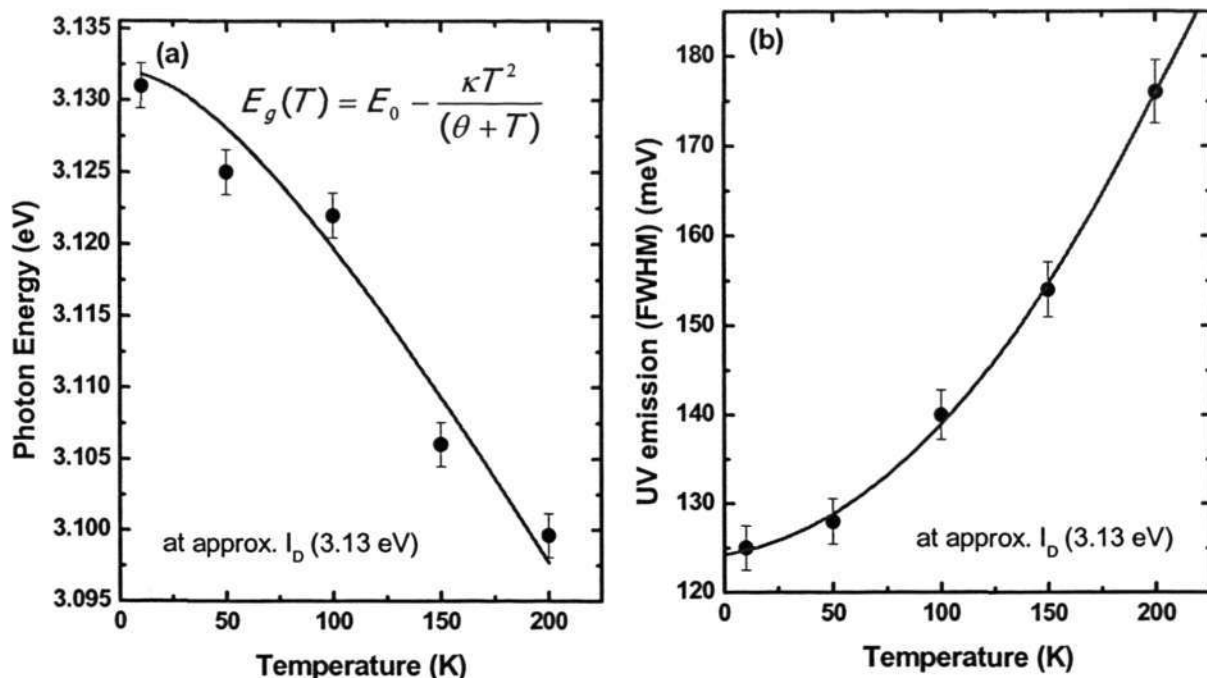 (a)
E_g(T) = E_0 - κT^2 / (θ + T)
3.135
3.130
3.125
3.120
3.115
3.110
3.105
3.100
3.095
Photon Energy (eV)
at approx. I_D (3.13 eV)
0 50 100 150 200
Temperature (K)
(b)
180
170
160
150
140
130
120
UV emission (FWHM) (meV)
at approx. I_D (3.13 eV)
0 50 100 150 200
Temperature (K)